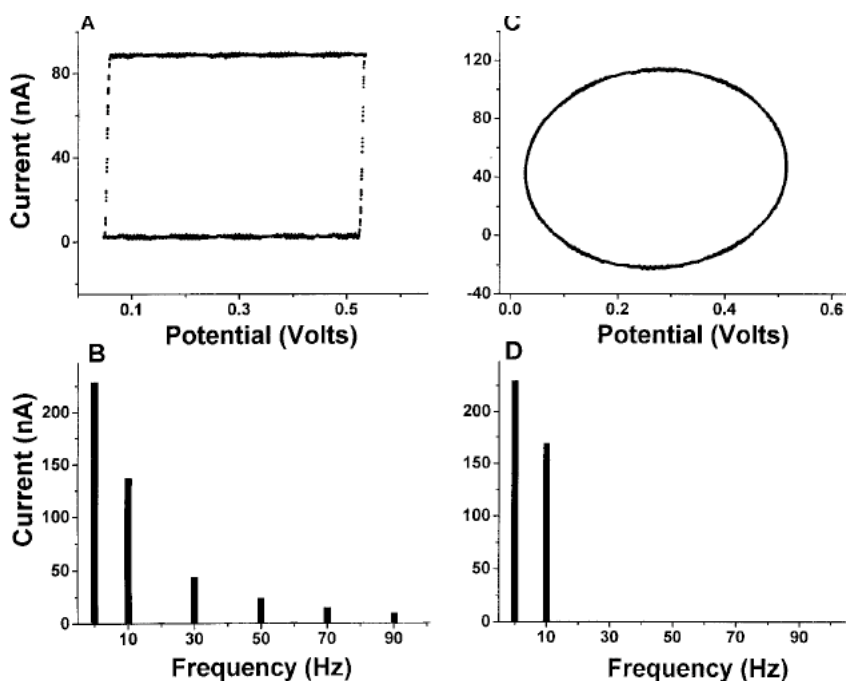 A
Current (nA)
80
40
0
0.1 0.3 0.5
Potential (Volts)
C
120
80
40
0
-40
0.0 0.2 0.4 0.6
Potential (Volts)
B
Current (nA)
200
150
100
50
0
10 30 50 70 90
Frequency (Hz)
D
200
150
100
50
0
10 30 50 70 90
Frequency (Hz)